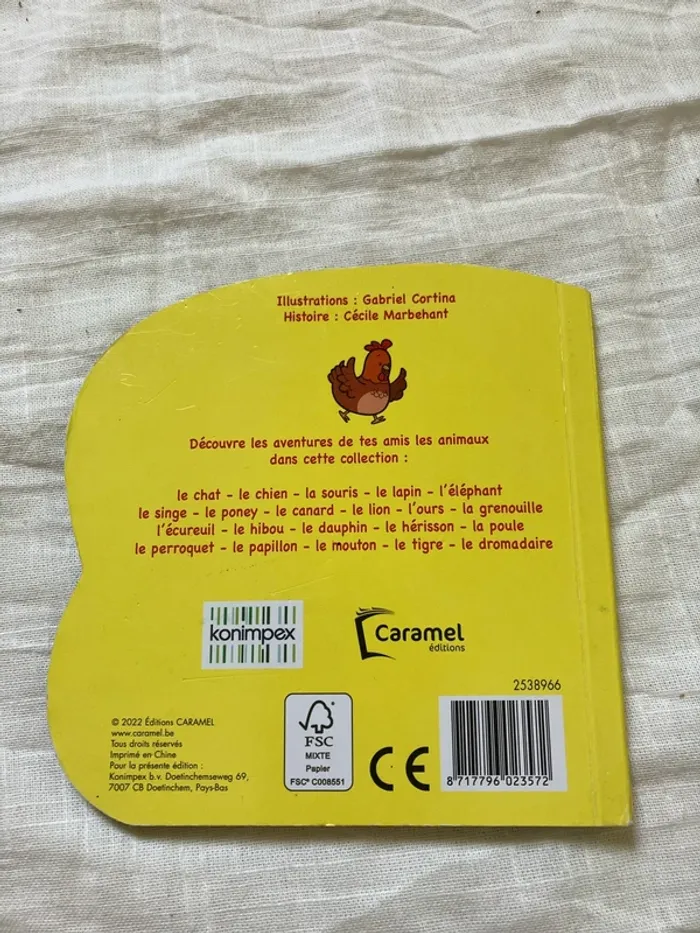 Illustrations : Gabriel Cortina
Histoire : Cécile Marbehant
Découvre les aventures de tes amis les animaux
dans cette collection :
le chat - le chien - la souris - le lapin - l'éléphant
le singe - le poney - le canard - le lion - l'ours - la grenouille
l'écureuil - le hibou - le dauphin - le hérisson - la poule
le perroquet - le papillon - le mouton - le tigre - le dromadaire
konimpex
Caramel
éditions
2538966
© 2022 Éditions CARAMEL
www.caramel.be
Tous droits réservés
Imprimé en Chine
Pour la présente édition :
Konimpex b.v. Doetinchemseweg 69,
7007 CB Doetinchem, Pays-Bas
FSC
MIXTE
Papier
FSC® C008551
CE
8 717796 023572